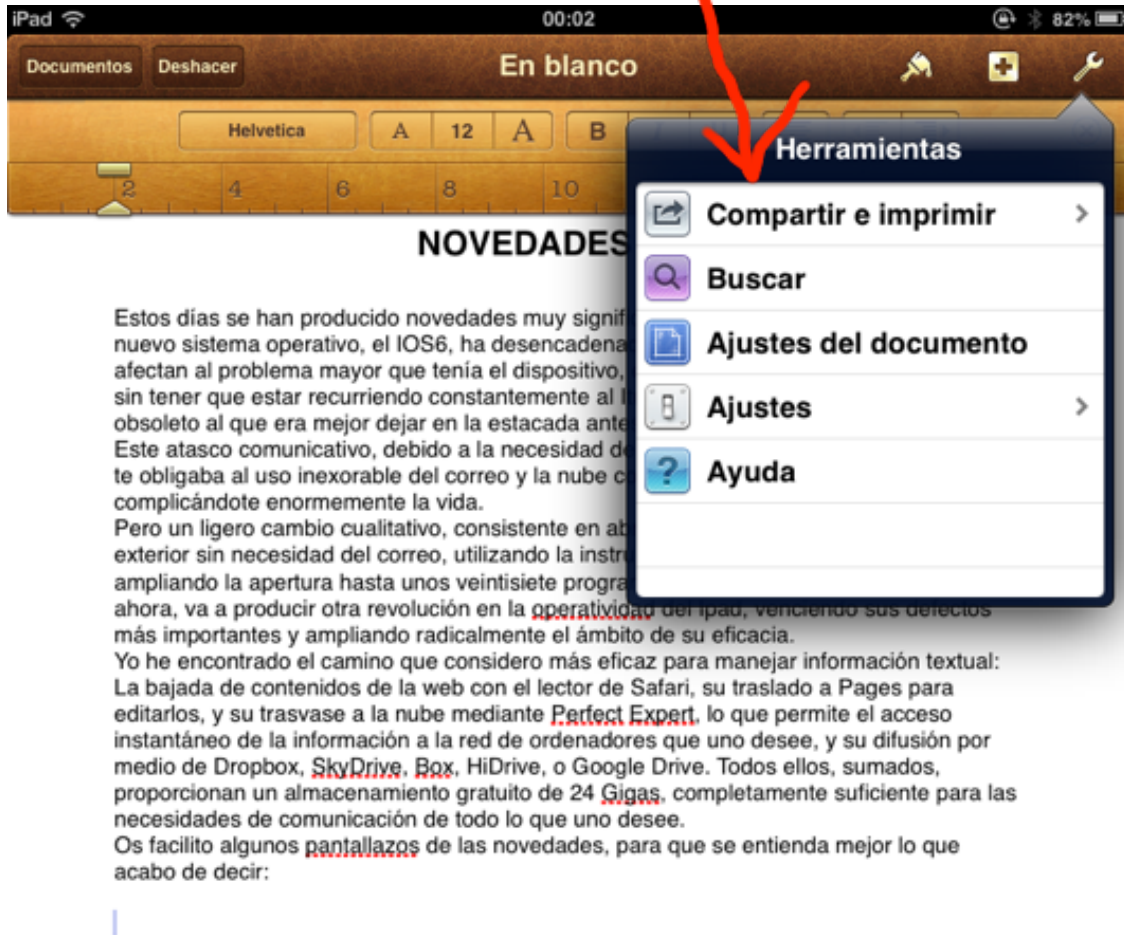 iPad 00:02 82%
Documentos Deshacer En blanco
Helvetica A 12 A B
Herramientas
2 4 6 8 10
Compartir e imprimir
Buscar
Ajustes del documento
Ajustes
Ayuda
NOVEDADES
Estos días se han producido novedades muy signif
nuevo sistema operativo, el IOS6, ha desencadena
afectan al problema mayor que tenía el dispositivo,
sin tener que estar recurriendo constantemente al
obsoleto al que era mejor dejar en la estacada ante
Este atasco comunicativo, debido a la necesidad d
te obligaba al uso inexorable del correo y la nube c
complicándote enormemente la vida.
Pero un ligero cambio cualitativo, consistente en ab
exterior sin necesidad del correo, utilizando la instr
ampliando la apertura hasta unos veintisiete progra
ahora, va a producir otra revolución en la operatividad del ipad, venciendo sus defectos
más importantes y ampliando radicalmente el ámbito de su eficacia.
Yo he encontrado el camino que considero más eficaz para manejar información textual:
La bajada de contenidos de la web con el lector de Safari, su traslado a Pages para
editarlos, y su trasvase a la nube mediante Perfect Expert, lo que permite el acceso
instantáneo de la información a la red de ordenadores que uno desee, y su difusión por
medio de Dropbox, SkyDrive, Box, HiDrive, o Google Drive. Todos ellos, sumados,
proporcionan un almacenamiento gratuito de 24 Gigas, completamente suficiente para las
necesidades de comunicación de todo lo que uno desee.
Os facilito algunos pantallazos de las novedades, para que se entienda mejor lo que
acabo de decir: